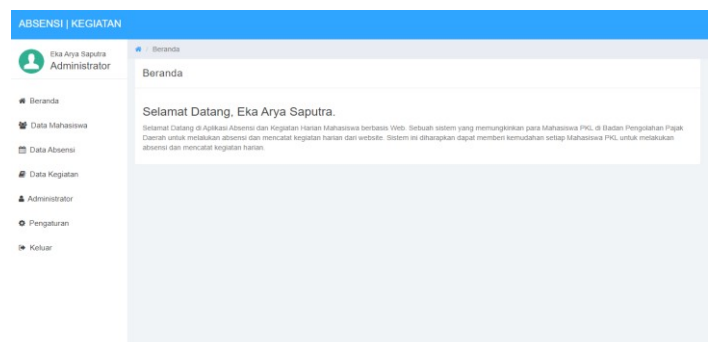 ABSENSI | KEGIATAN
Eka Arya Saputra
Administrator
Beranda
Data Mahasiswa
Data Absensi
Data Kegiatan
Administrator
Pengaturan
Keluar
/ Beranda
Beranda
Selamat Datang, Eka Arya Saputra.
Selamat Datang di Aplikasi Absensi dan Kegiatan Harian Mahasiswa berbasis Web. Sebuah sistem yang memungkinkan para Mahasiswa PKL di Badan Pengolahan Pajak
Daerah untuk melalukan absensi dan mencatat kegiatan harian dari website. Sistem ini diharapkan dapat memberi kemudahan setiap Mahasiswa PKL untuk melakukan
absensi dan mencatat kegiatan harian.